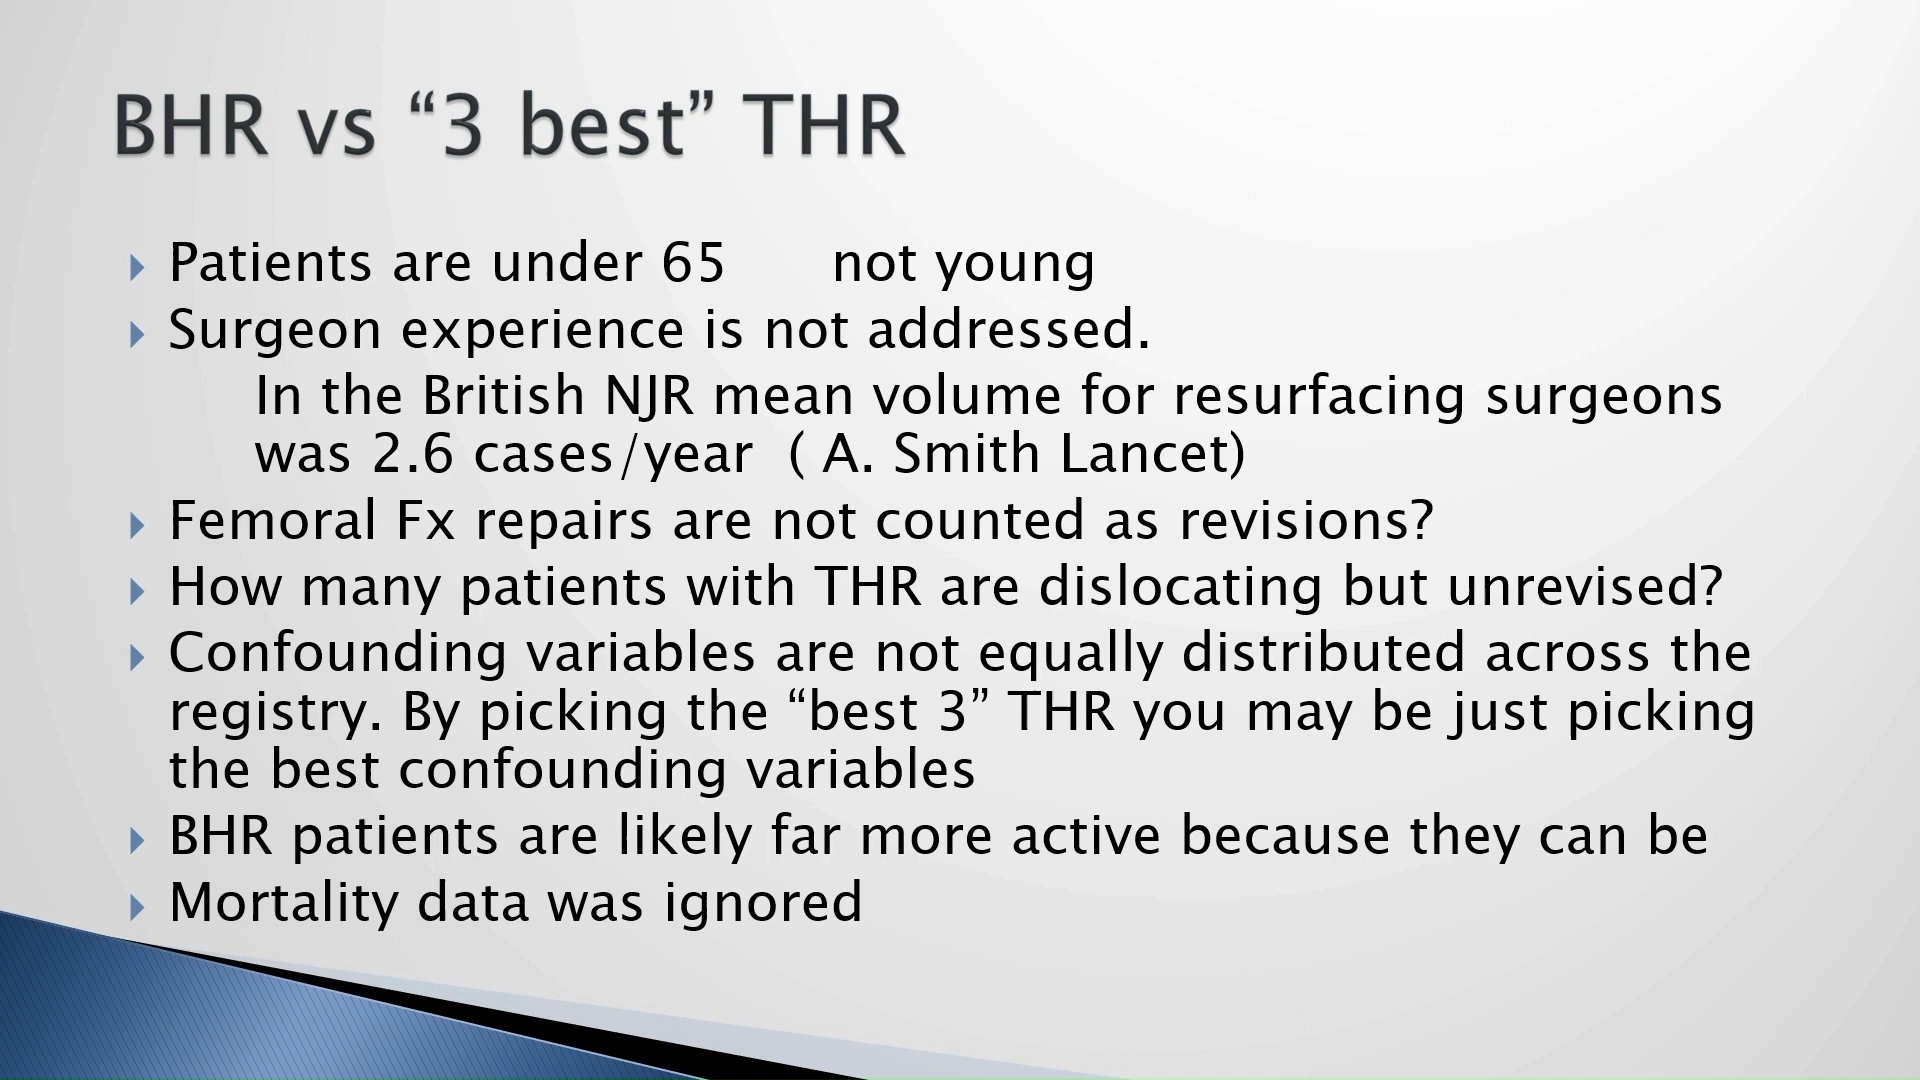 BHR vs “3 best” THR
Patients are under 65 not young
Surgeon experience is not addressed.
In the British NJR mean volume for resurfacing surgeons
was 2.6 cases/year ( A. Smith Lancet)
Femoral Fx repairs are not counted as revisions?
How many patients with THR are dislocating but unrevised?
Confounding variables are not equally distributed across the
registry. By picking the “best 3” THR you may be just picking
the best confounding variables
BHR patients are likely far more active because they can be
Mortality data was ignored